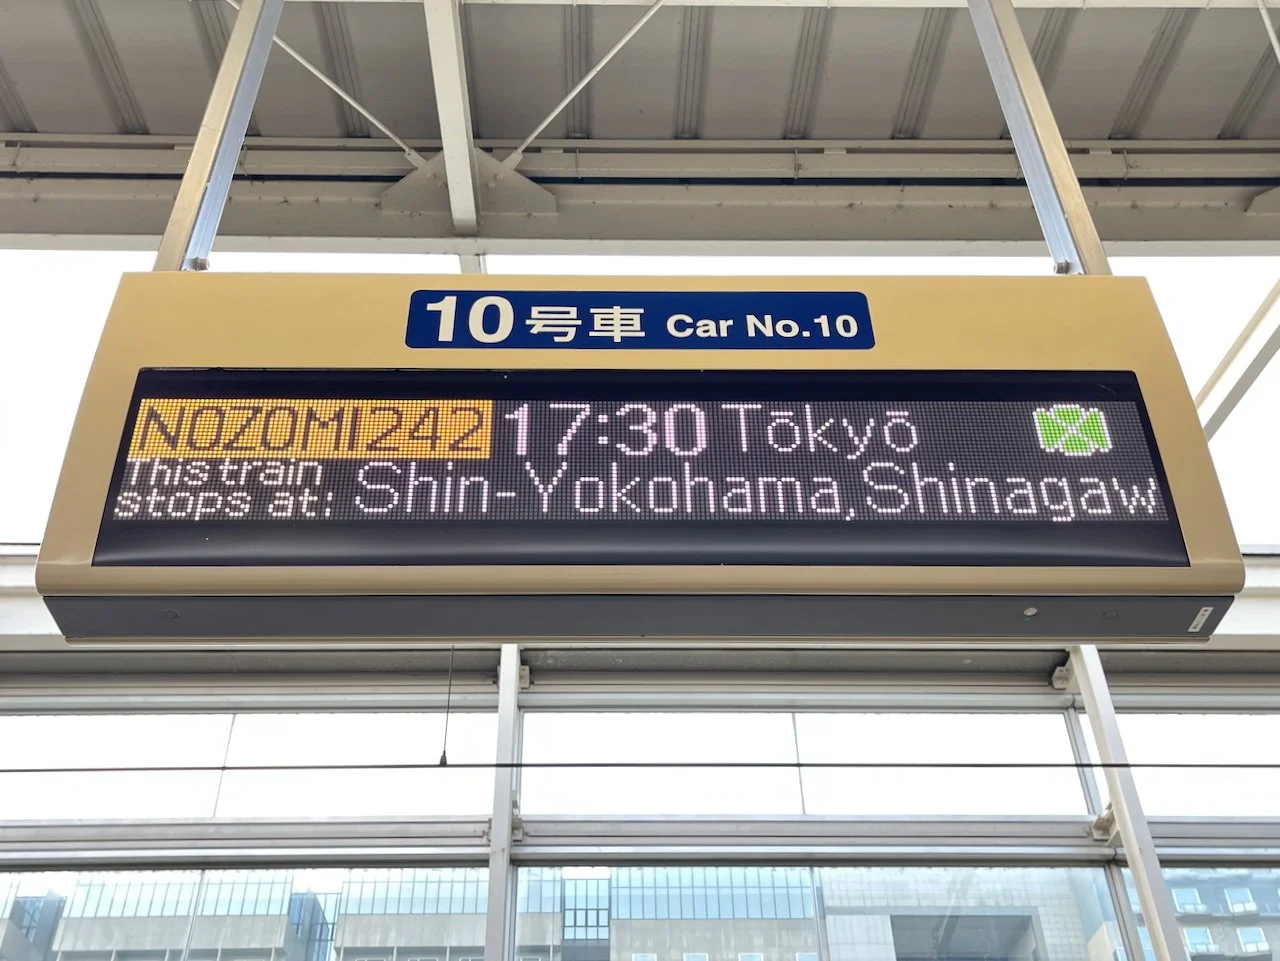 10号車 Car No.10
NOZOMI242 17:30 Tōkyō
This train
stops at: Shin-Yokohama,Shinagaw